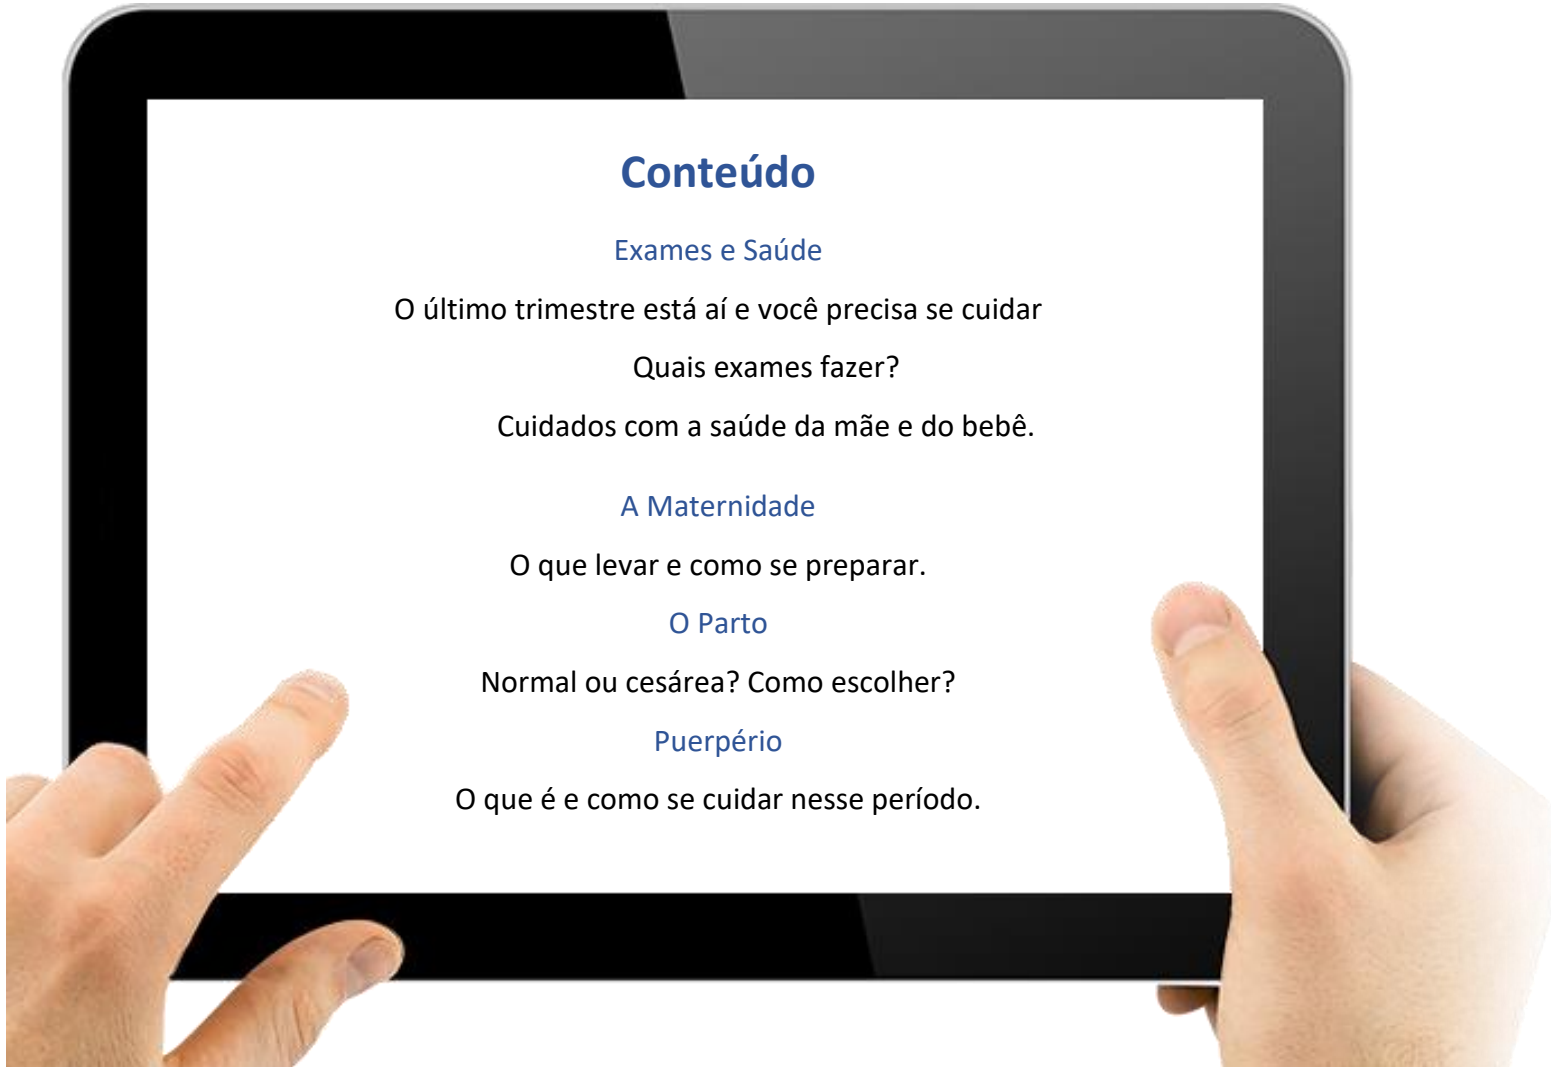 Conteúdo
Exames e Saúde
O último trimestre está aí e você precisa se cuidar
Quais exames fazer?
Cuidados com a saúde da mãe e do bebê.
A Maternidade
O que levar e como se preparar.
O Parto
Normal ou cesárea? Como escolher?
Puerpério
O que é e como se cuidar nesse período.